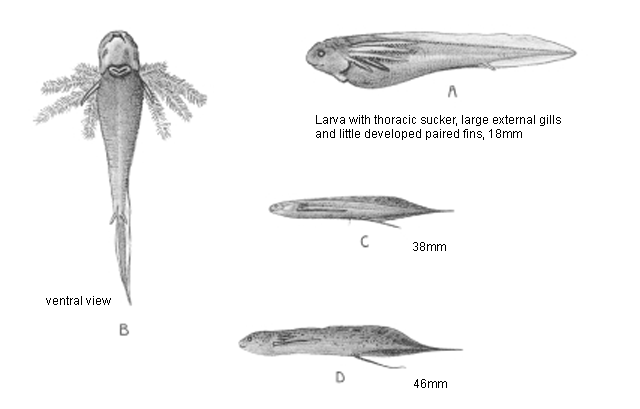 A
Larva with thoracic sucker, large external gills
and little developed paired fins, 18mm
C
38mm
ventral view
B
D
46mm